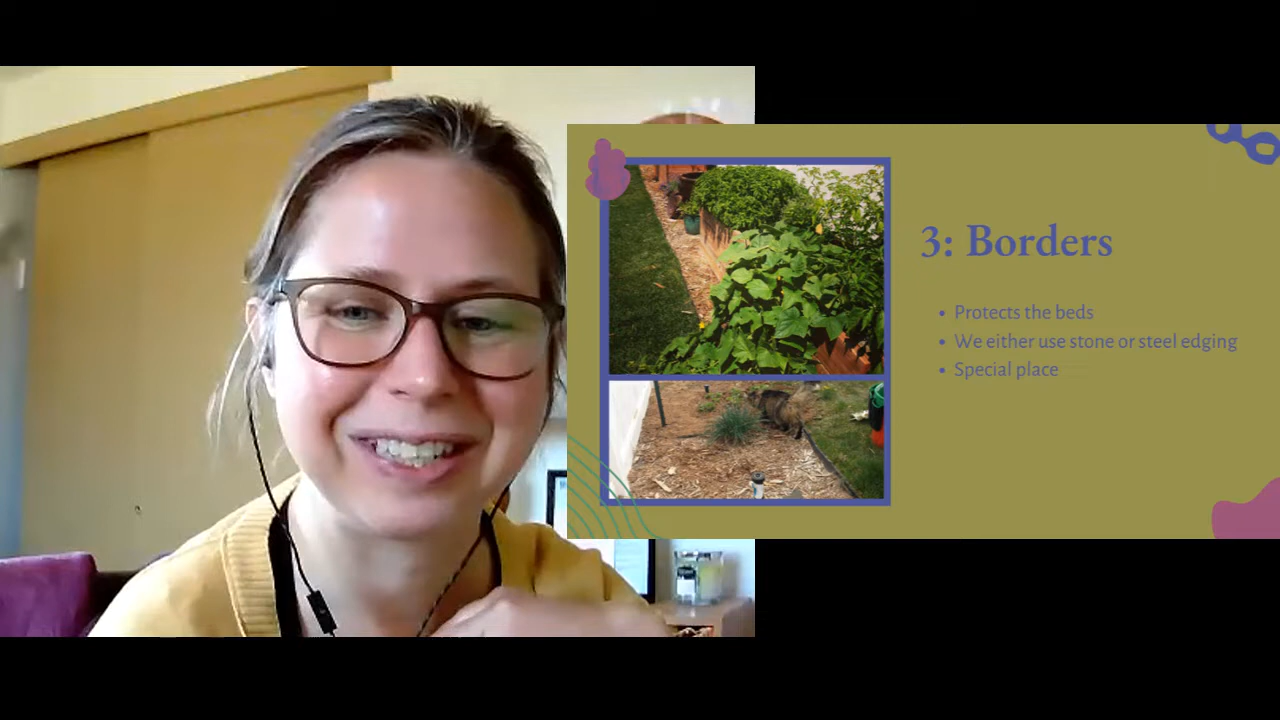 3: Borders
• Protects the beds
• We either use stone or steel edging
• Special place